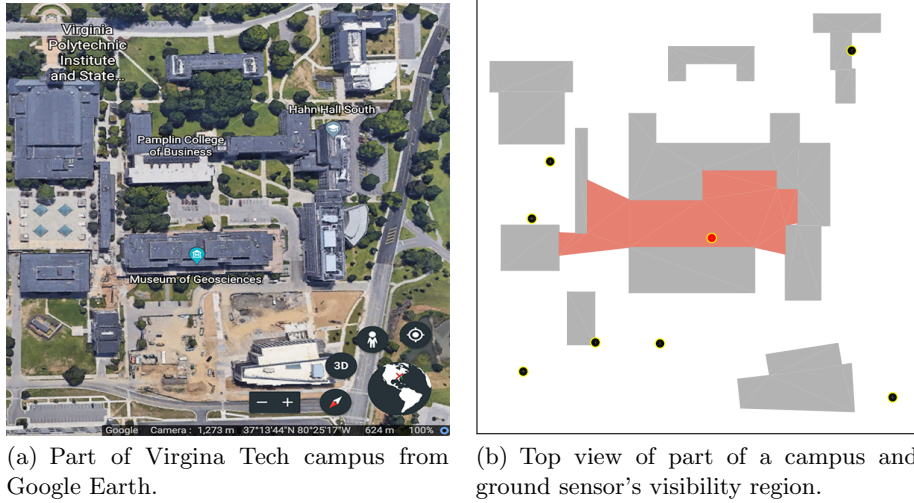 Virginia
Polytechnic
Institute
and State...
Hahn Hall South
Pamplin College
of Business
Museum of Geosciences
3D
Google Camera : 1,273 m 37°13'44"N 80°25'17"W 624 m 100%
(a) Part of Virgina Tech campus from
Google Earth.
(b) Top view of part of a campus and
ground sensor's visibility region.